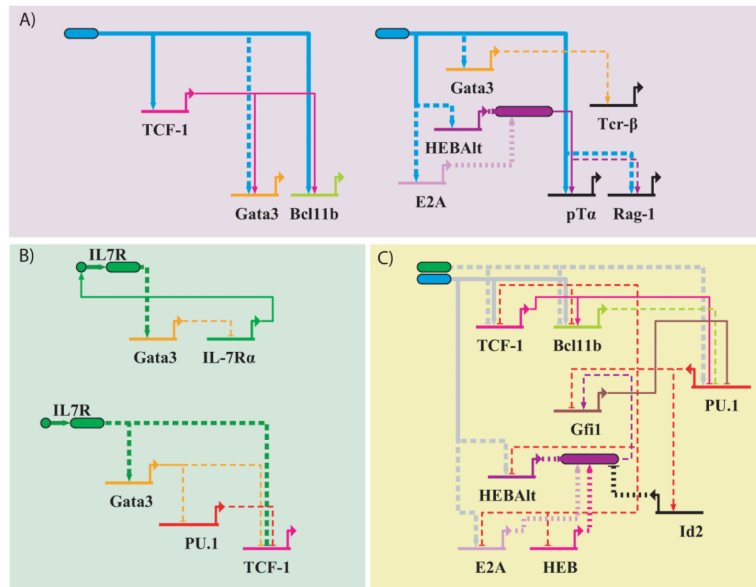 A)
TCF-1
Gata3 Bcl11b
Gata3
Tcr-β
HEBAlt
E2A
pTα Rag-1
B)
IL7R
Gata3 IL-7Rα
IL7R
Gata3
PU.1
TCF-1
C)
TCF-1 Bcl11b
PU.1
Gfi1
HEBAlt
Id2
E2A HEB